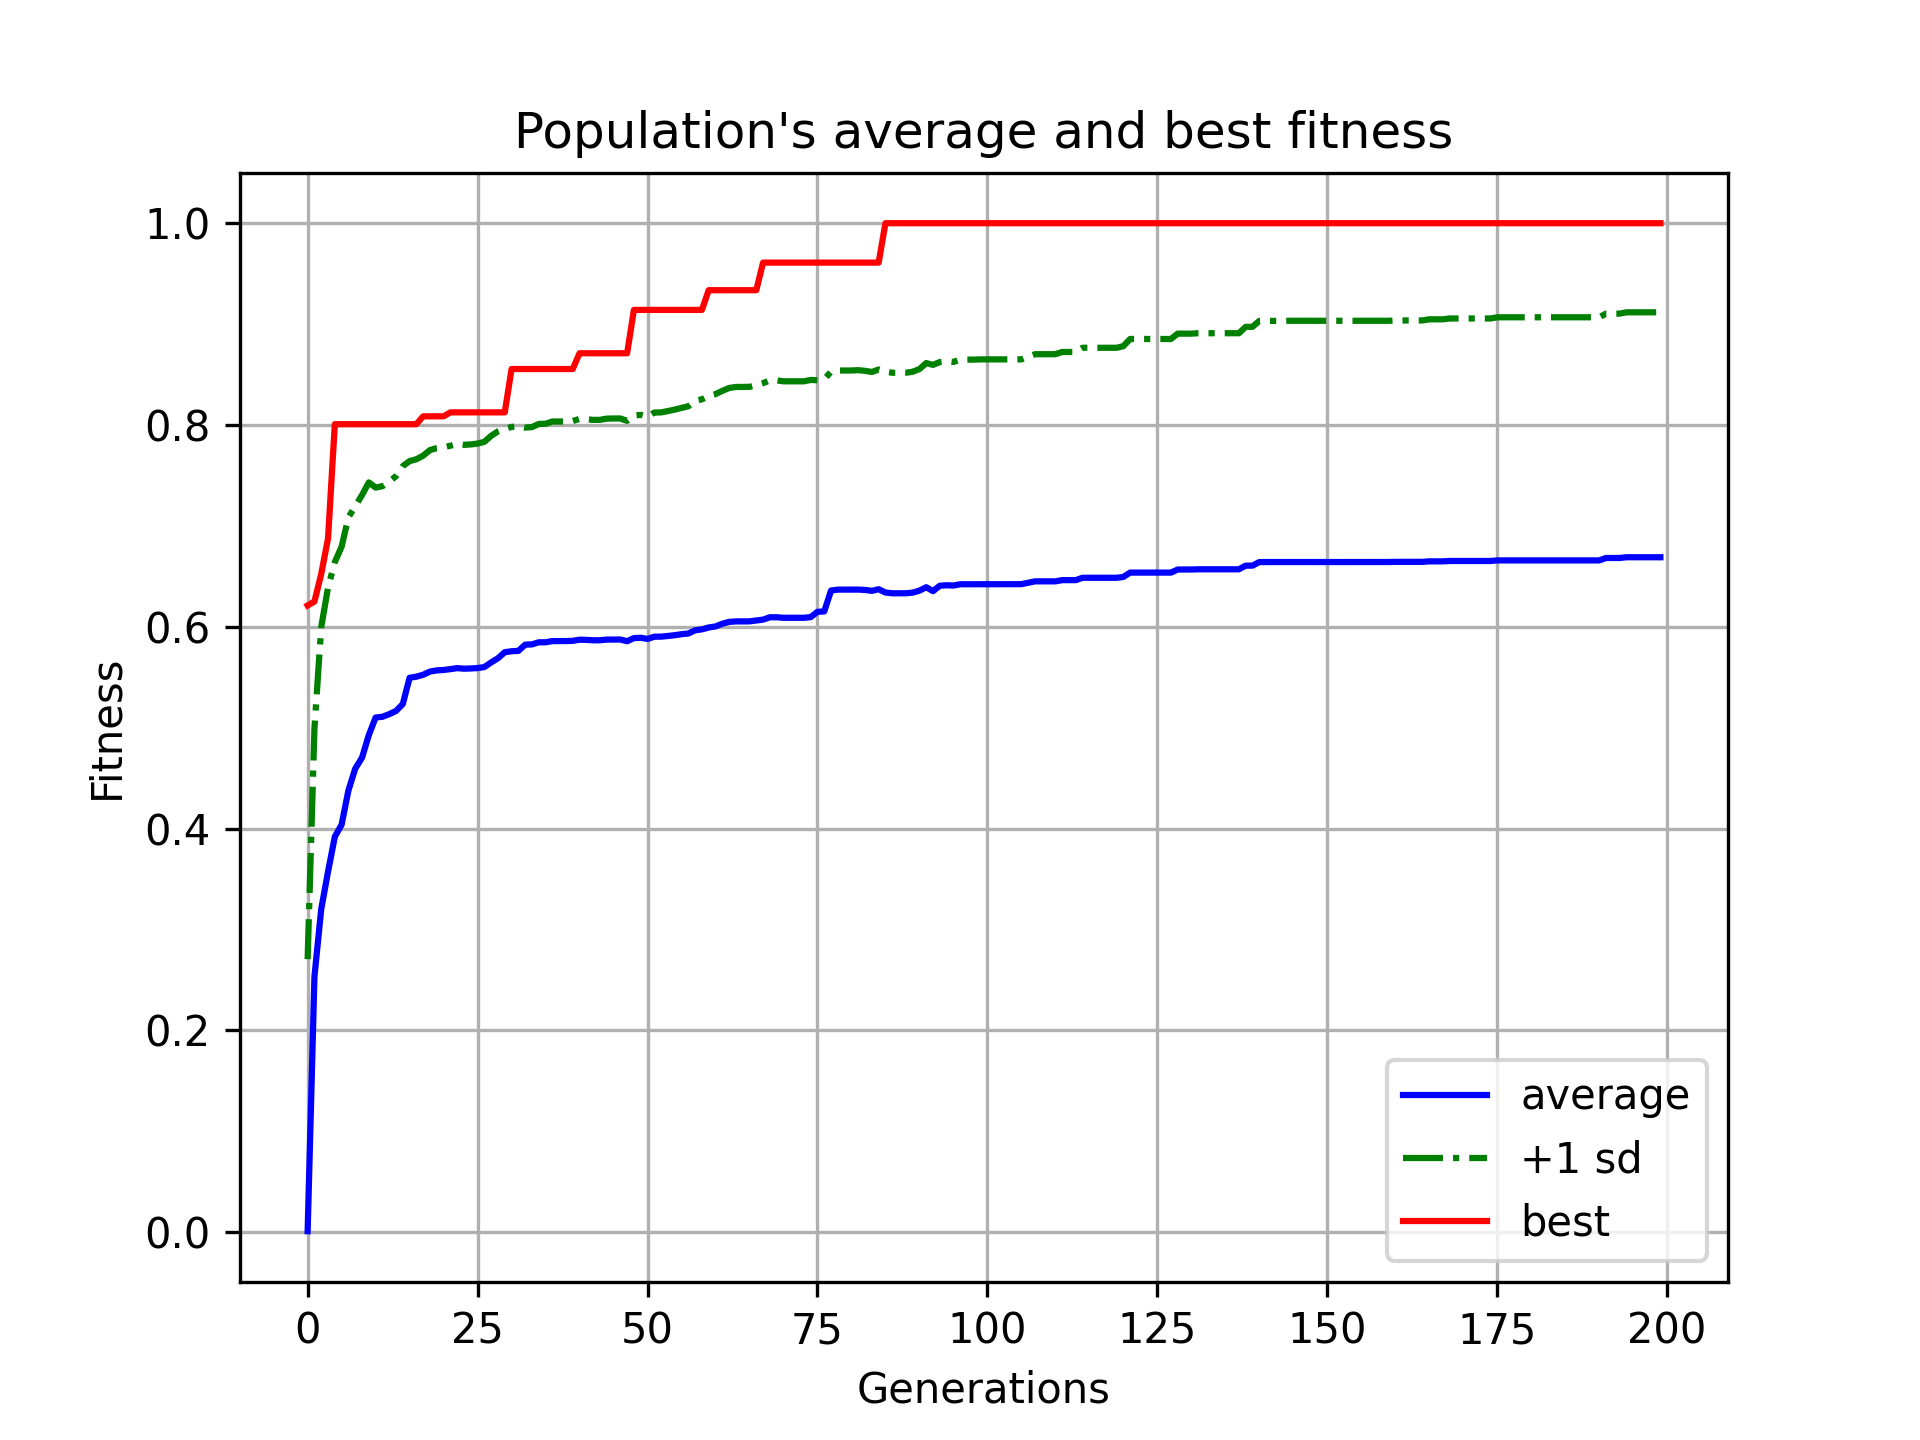 Population's average and best fitness
1.0
0.8
0.6
0.4
0.2
0.0
Fitness
0 25 50 75 100 125 150 175 200
Generations
average
+1 sd
best